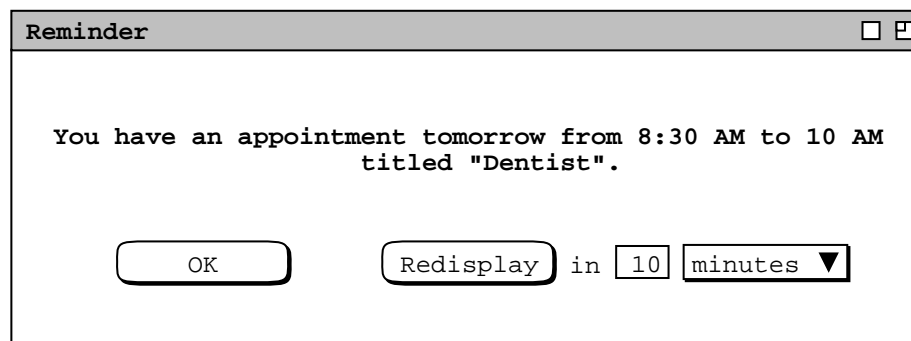 Reminder
You have an appointment tomorrow from 8:30 AM to 10 AM
titled "Dentist".
OK Redisplay in 10 minutes ▼